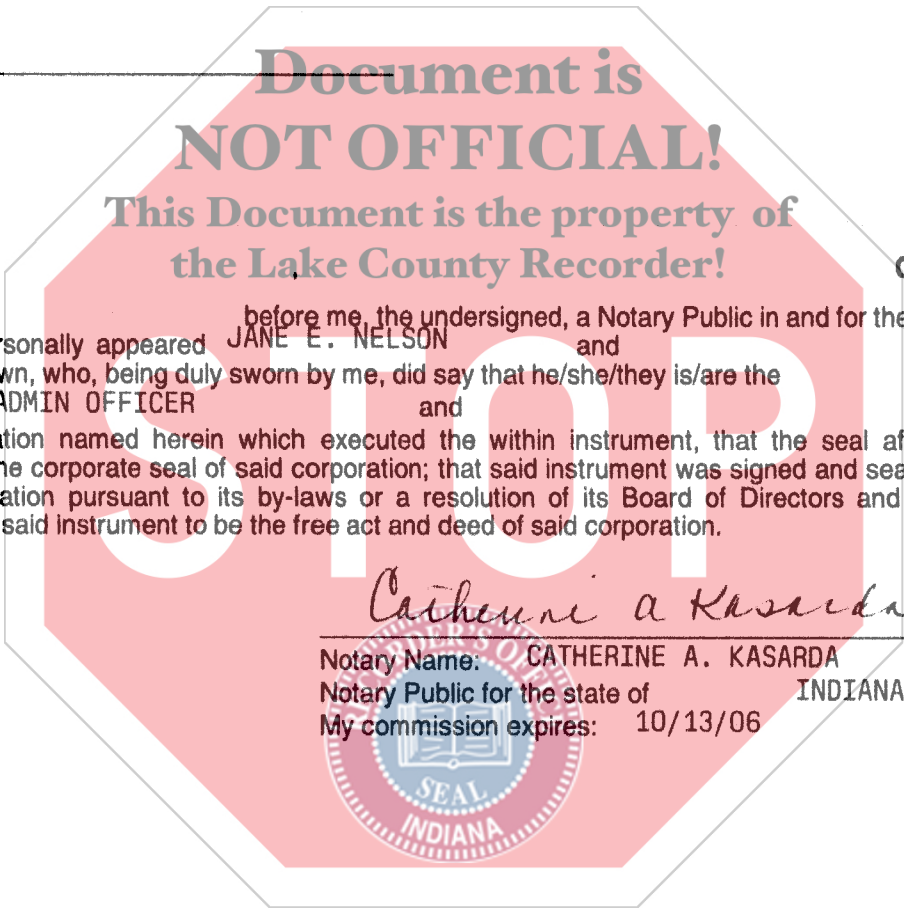 Document is
NOT OFFICIAL!
This Document is the property of
the Lake County Recorder!
before me, the undersigned, a Notary Public in and for the
rsonally appeared JANE E. NELSON and
wn, who, being duly sworn by me, did say that he/she/they is/are the
ADMIN OFFICER and
tion named herein which executed the within instrument, that the seal af
ne corporate seal of said corporation; that said instrument was signed and sea
ation pursuant to its by-laws or a resolution of its Board of Directors and
said instrument to be the free act and deed of said corporation.
STOP
Catherine a Kasarda
Notary Name: CATHERINE A. KASARDA
Notary Public for the state of INDIANA
My commission expires: 10/13/06
RECORDER'S OFFICE
SEAL
INDIANA